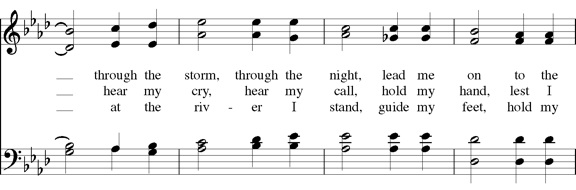 through the storm, through the night, lead me on to the
hear my cry, hear my call, hold my hand, lest I
at the riv - er I stand, guide my feet, hold my